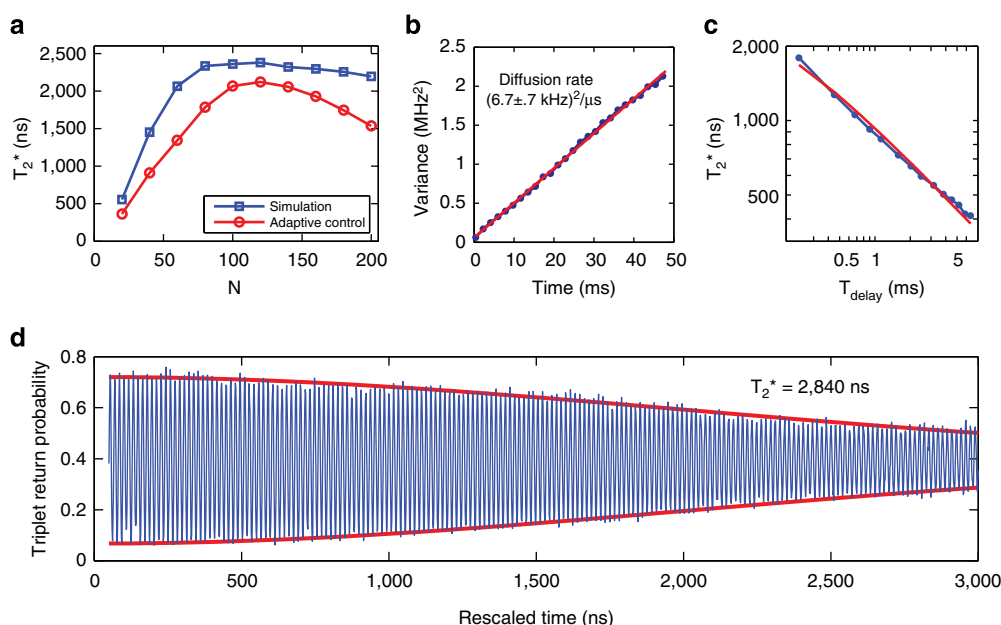 a
2,500
2,000
1,500
1,000
500
0
T2* (ns)
Simulation
Adaptive control
0 50 100 150 200
N
b
2.5
2
1.5
1
0.5
0
Variance (MHz²)
Diffusion rate
(6.7±.7 kHz)²/µs
0 10 20 30 40 50
Time (ms)
c
2,000
1,000
500
T2* (ns)
0.5 1 5
Tdelay (ms)
d
0.8
0.6
0.4
0.2
0
Triplet return probability
T2* = 2,840 ns
0 500 1,000 1,500 2,000 2,500 3,000
Rescaled time (ns)